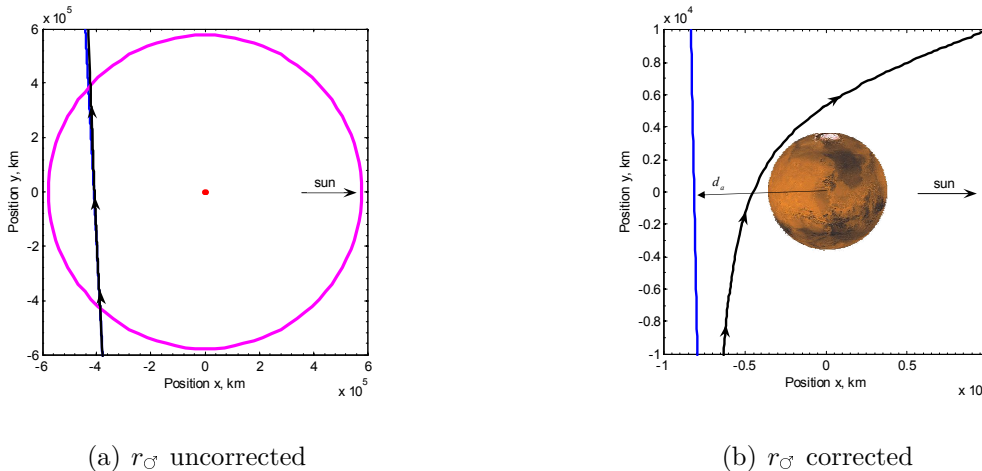 x 10^5
6
4
2
0
-2
-4
-6
-6 -4 -2 0 2 4 6
Position y, km
Position x, km
x 10^5
sun
(a) r_♂ uncorrected
x 10^4
1
0.8
0.6
0.4
0.2
0
-0.2
-0.4
-0.6
-0.8
-1
-1 -0.5 0 0.5
Position y, km
Position x, km
x 10
d_a
sun
(b) r_♂ corrected